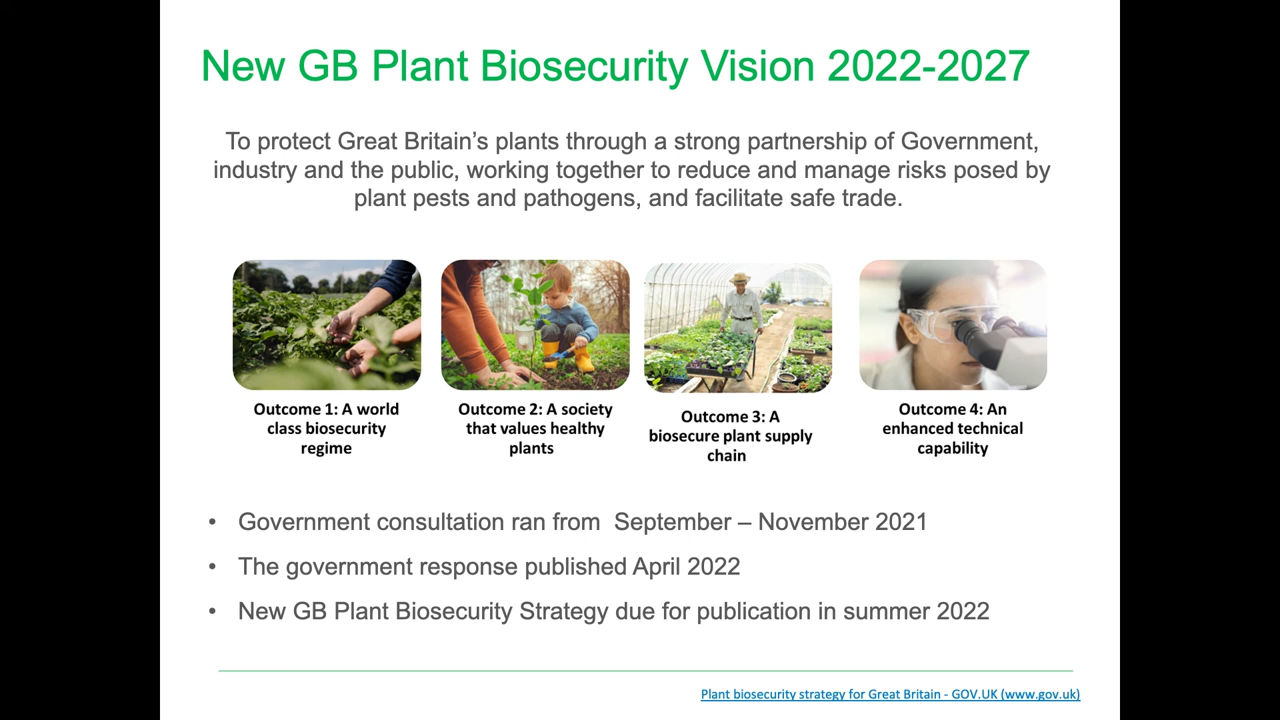 New GB Plant Biosecurity Vision 2022-2027
To protect Great Britain's plants through a strong partnership of Government,
industry and the public, working together to reduce and manage risks posed by
plant pests and pathogens, and facilitate safe trade.
Outcome 1: A world
class biosecurity
regime
Outcome 2: A society
that values healthy
plants
Outcome 3: A
biosecure plant supply
chain
Outcome 4: An
enhanced technical
capability
• Government consultation ran from  September – November 2021
• The government response published April 2022
• New GB Plant Biosecurity Strategy due for publication in summer 2022
Plant biosecurity strategy for Great Britain - GOV.UK (www.gov.uk)